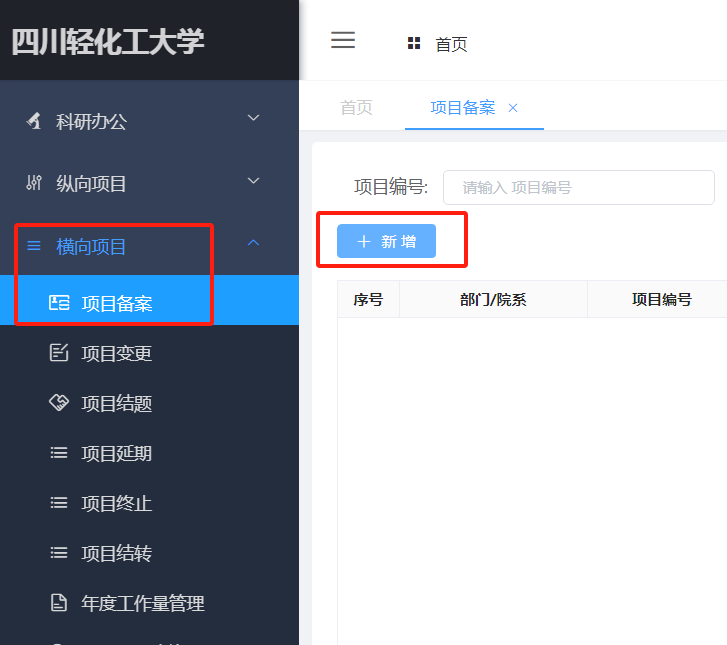 四川轻化工大学
首页
首页
项目备案 ×
科研办公
纵向项目
横向项目
项目备案
项目变更
项目结题
项目延期
项目终止
项目结转
年度工作量管理
项目编号:
请输入 项目编号
+ 新 增
序号
部门/院系
项目编号